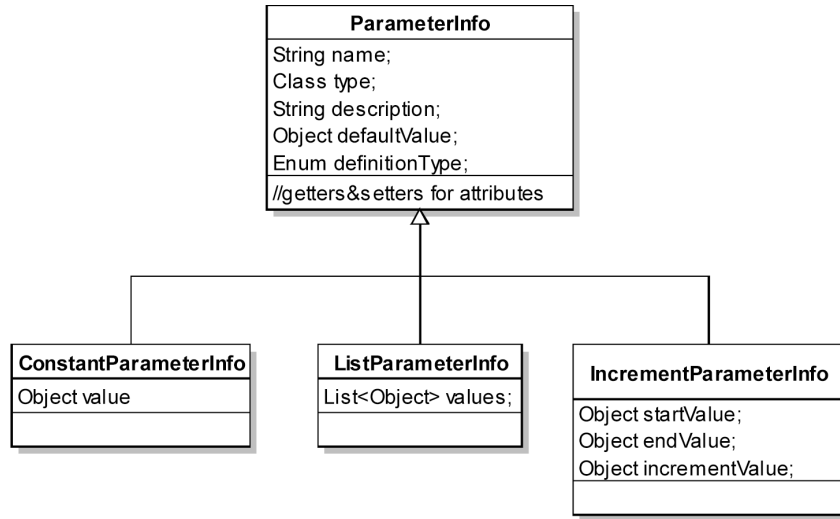 ParameterInfo
String name;
Class type;
String description;
Object defaultValue;
Enum definitionType;
//getters&setters for attributes
ConstantParameterInfo
Object value
ListParameterInfo
List<Object> values;
IncrementParameterInfo
Object startValue;
Object endValue;
Object incrementValue;